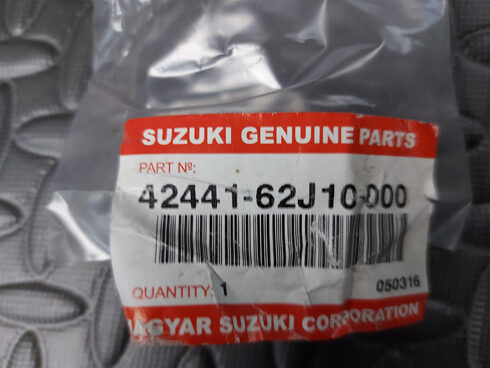 SUZUKI GENUINE PARTS
PART Nº:
42441-62J10-000
QUANTITY: 1
050316
AGYAR SUZUKI CORPORATION